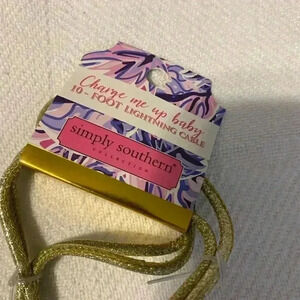 Charge me up baby
10 - FOOT LIGHTNING CABLE
simply southern
COLLECTION